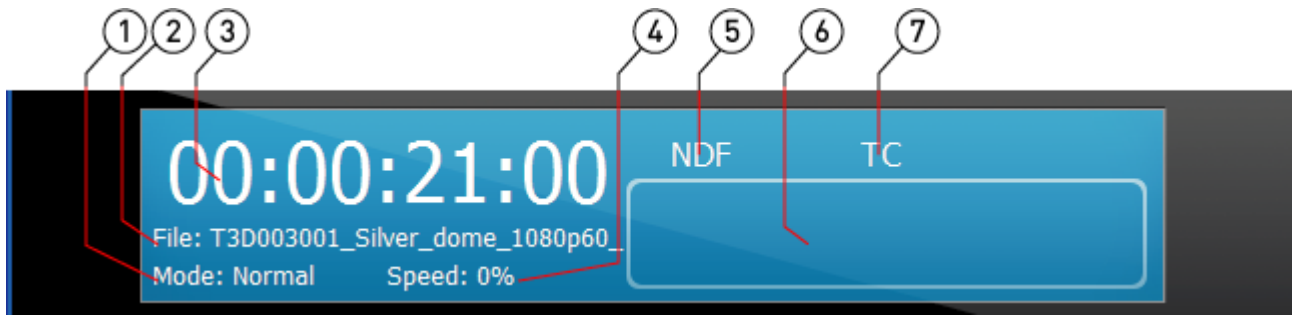 1 2 3 4 5 6 7
00:00:21:00 NDF TC
File: T3D003001_Silver_dome_1080p60_
Mode: Normal Speed: 0%